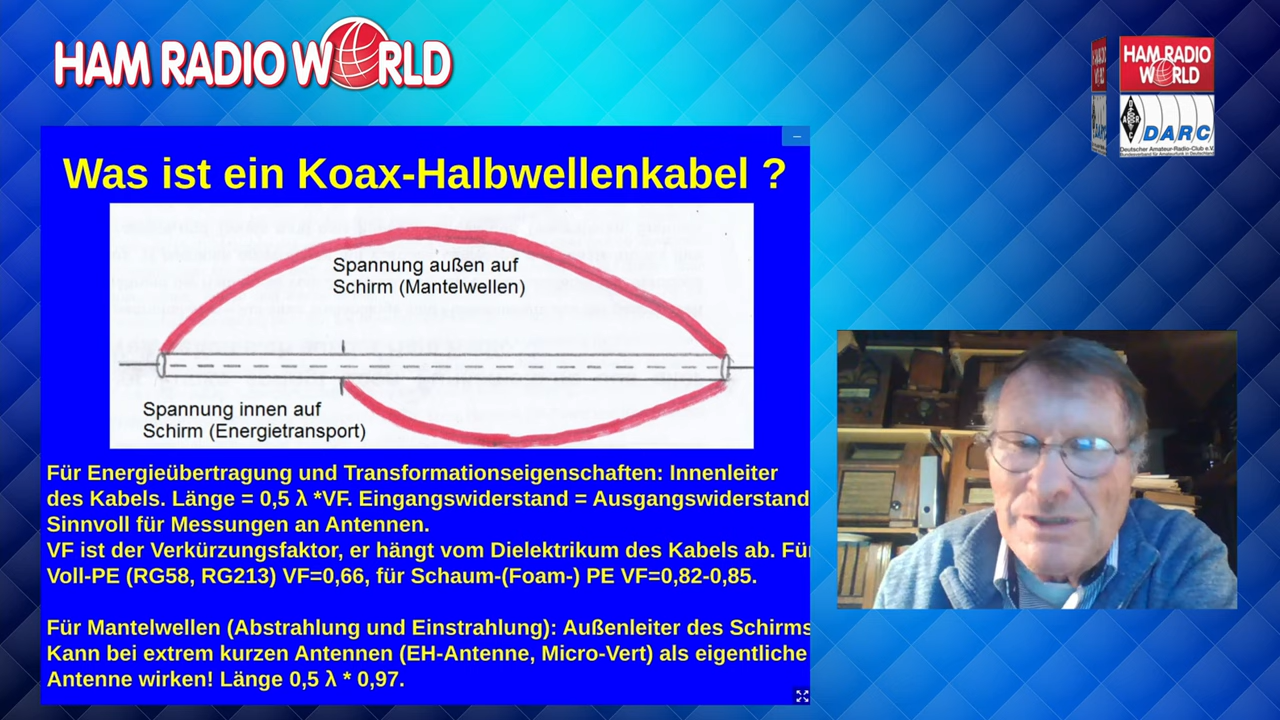 HAM RADIO WORLD
HAM RADIO
WORLD
DARC
Deutscher Amateur-Radio-Club e.V.
Bundesverband für Amateurfunk in Deutschland
Was ist ein Koax-Halbwellenkabel ?
Spannung außen auf
Schirm (Mantelwellen)
Spannung innen auf
Schirm (Energietransport)
Für Energieübertragung und Transformationseigenschaften: Innenleiter
des Kabels. Länge = 0,5 λ *VF. Eingangswiderstand = Ausgangswiderstand
Sinnvoll für Messungen an Antennen.
VF ist der Verkürzungsfaktor, er hängt vom Dielektrikum des Kabels ab. Für
Voll-PE (RG58, RG213) VF=0,66, für Schaum-(Foam-) PE VF=0,82-0,85.
Für Mantelwellen (Abstrahlung und Einstrahlung): Außenleiter des Schirms
Kann bei extrem kurzen Antennen (EH-Antenne, Micro-Vert) als eigentliche
Antenne wirken! Länge 0,5 λ * 0,97.